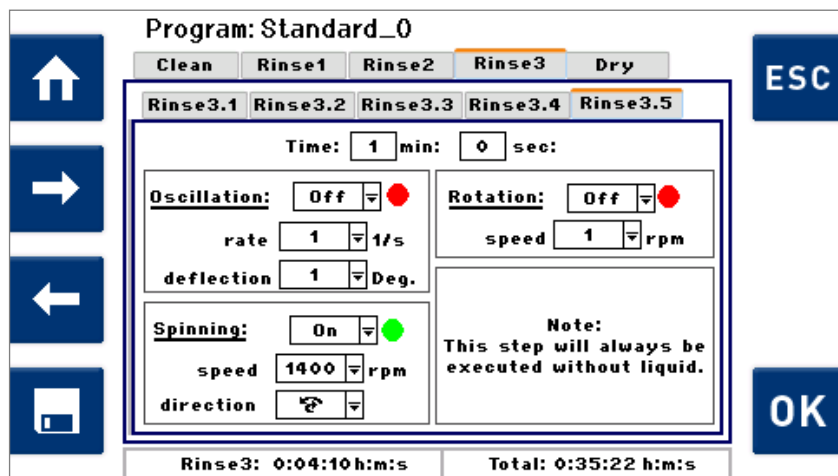 Program: Standard_0
ESC
Clean Rinse1 Rinse2 Rinse3 Dry
Rinse3.1 Rinse3.2 Rinse3.3 Rinse3.4 Rinse3.5
Time: 1 min: 0 sec:
Oscillation: Off
rate 1 1/s
deflection 1 Deg.
Rotation: Off
speed 1 rpm
Spinning: On
speed 1400 rpm
direction
Note:
This step will always be
executed without liquid.
OK
Rinse3: 0:04:10h:m:s
Total: 0:35:22 h:m:s